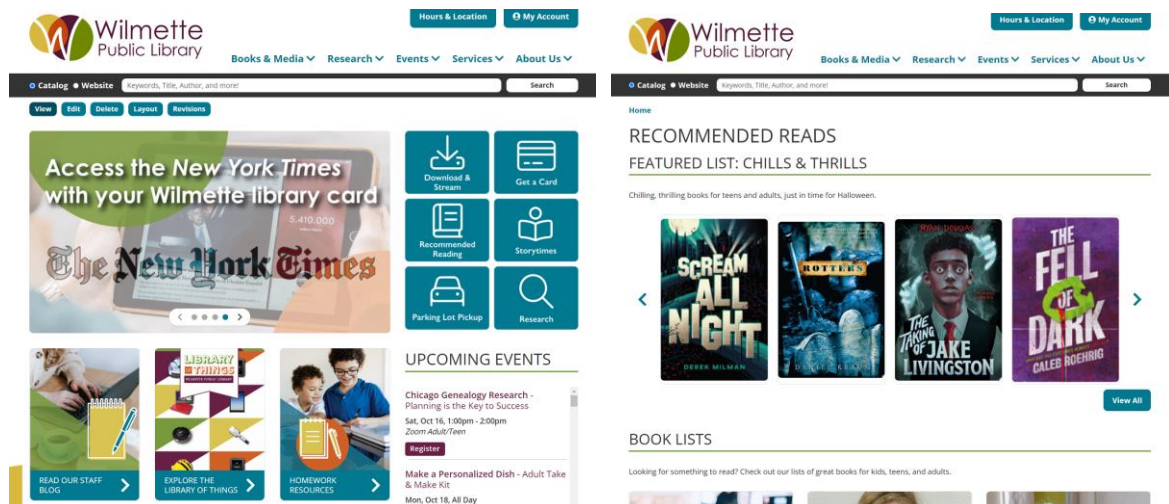 Wilmette
Public Library
Hours & Location
My Account
Books & Media
Research
Events
Services
About Us
Catalog
Website
Keywords, Title, Author, and more!
Search
View
Edit
Delete
Layout
Revisions
Access the New York Times
with your Wilmette library card
5,410,000
The New York Times
Download &
Stream
Get a Card
Recommended
Reading
Storytimes
Parking Lot Pickup
Research
READ OUR STAFF
BLOG
LIBRARY
OF THINGS
WILMETTE PUBLIC LIBRARY
EXPLORE THE
LIBRARY OF THINGS
HOMEWORK
RESOURCES
UPCOMING EVENTS
Chicago Genealogy Research -
Planning is the Key to Success
Sat, Oct 16, 1:00pm - 2:00pm
Zoom Adult/Teen
Register
Make a Personalized Dish - Adult Take
& Make Kit
Mon, Oct 18, All Day
Wilmette
Public Library
Hours & Location
My Account
Books & Media
Research
Events
Services
About Us
Catalog
Website
Keywords, Title, Author, and more!
Search
Home
RECOMMENDED READS
FEATURED LIST: CHILLS & THRILLS
Chilling, thrilling books for teens and adults, just in time for Halloween.
SCREAM
ALL
NIGHT
DEREK MILMAN
ROTTERS
RYAN DOUGLASS
THE
TAKING
OF JAKE
LIVINGSTON
THE
FELL
OF
DARK
CALEB ROEHRIG
View All
BOOK LISTS
Looking for something to read? Check out our lists of great books for kids, teens, and adults.